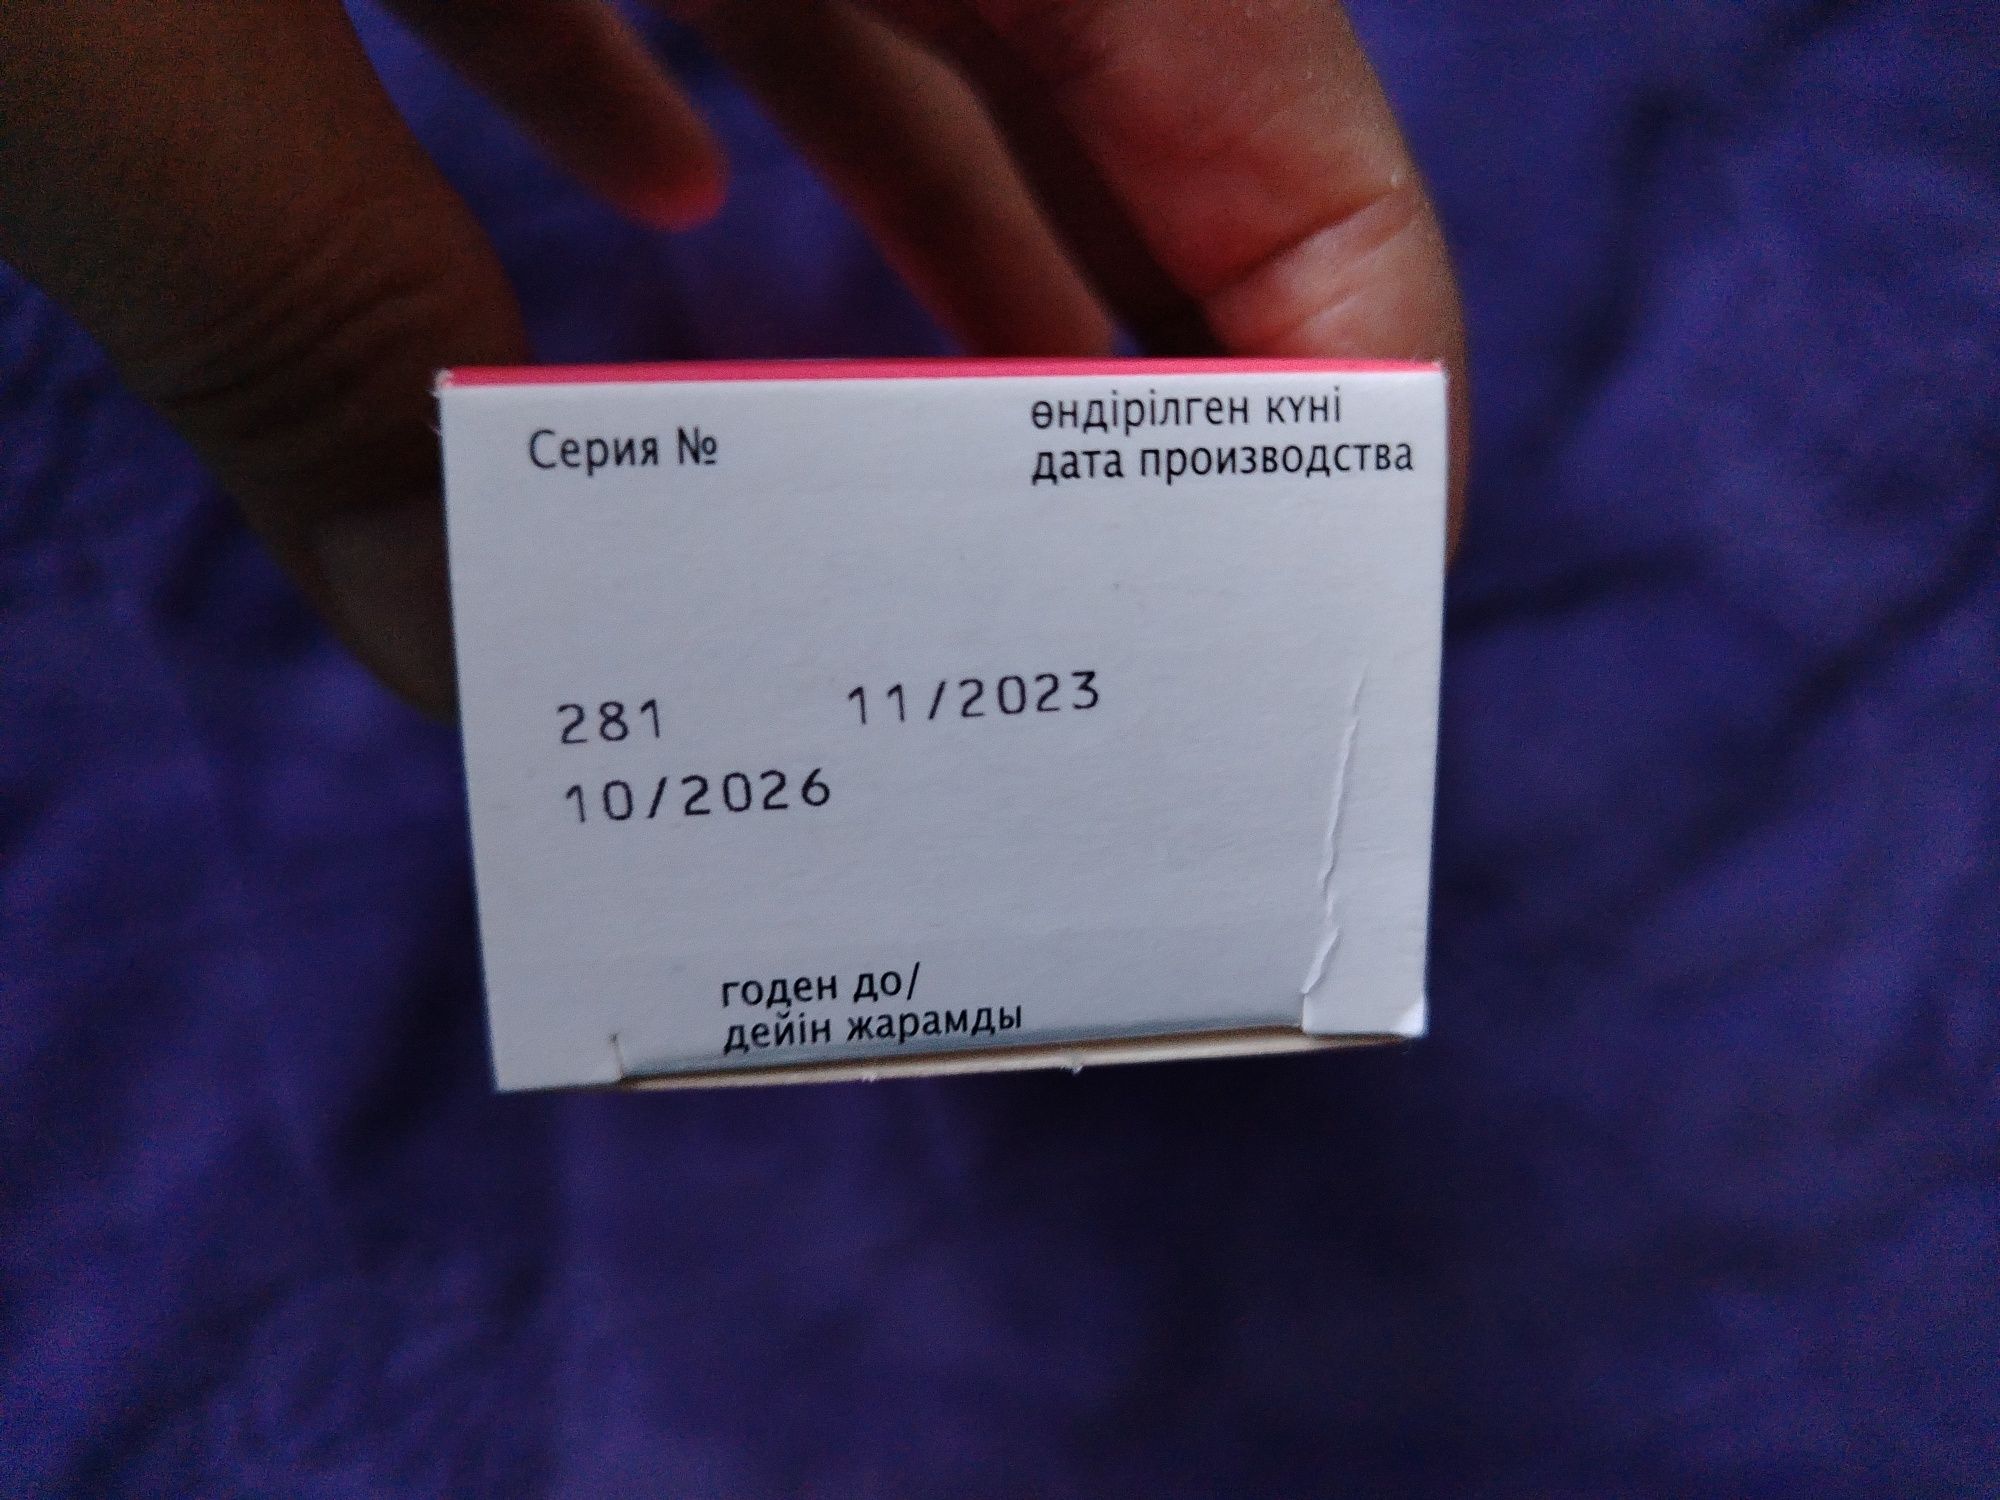 Серия №
өндірілген күні
дата производства
281 11/2023
10/2026
годен до/
дейін жарамды